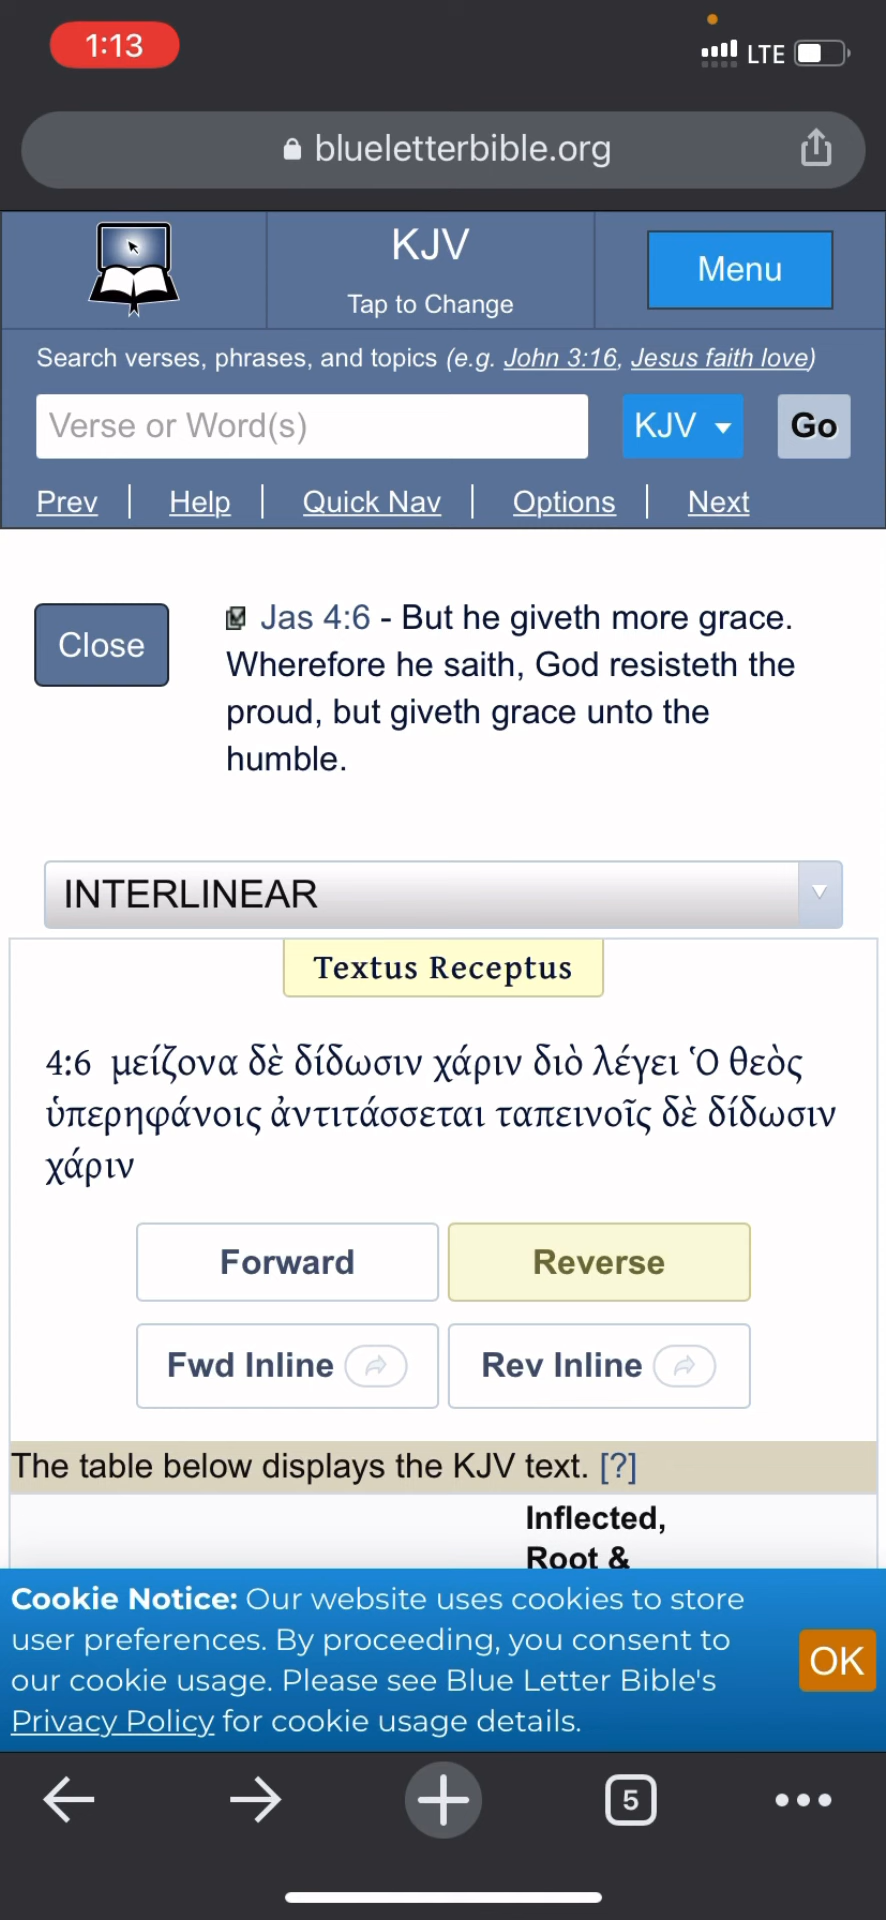 1:13
LTE
blueletterbible.org
KJV
Tap to Change
Menu
Search verses, phrases, and topics (e.g. John 3:16, Jesus faith love)
Verse or Word(s)
KJV
Go
Prev | Help | Quick Nav | Options | Next
Close
Jas 4:6 - But he giveth more grace.
Wherefore he saith, God resisteth the
proud, but giveth grace unto the
humble.
INTERLINEAR
Textus Receptus
4:6 μείζονα δὲ δίδωσιν χάριν διὸ λέγει Ὁ θεὸς
ὑπερηφάνοις ἀντιτάσσεται ταπεινοῖς δὲ δίδωσιν
χάριν
Forward
Reverse
Fwd Inline
Rev Inline
The table below displays the KJV text. [?]
Inflected,
Root &
Cookie Notice: Our website uses cookies to store
user preferences. By proceeding, you consent to
our cookie usage. Please see Blue Letter Bible's
Privacy Policy for cookie usage details.
OK
5